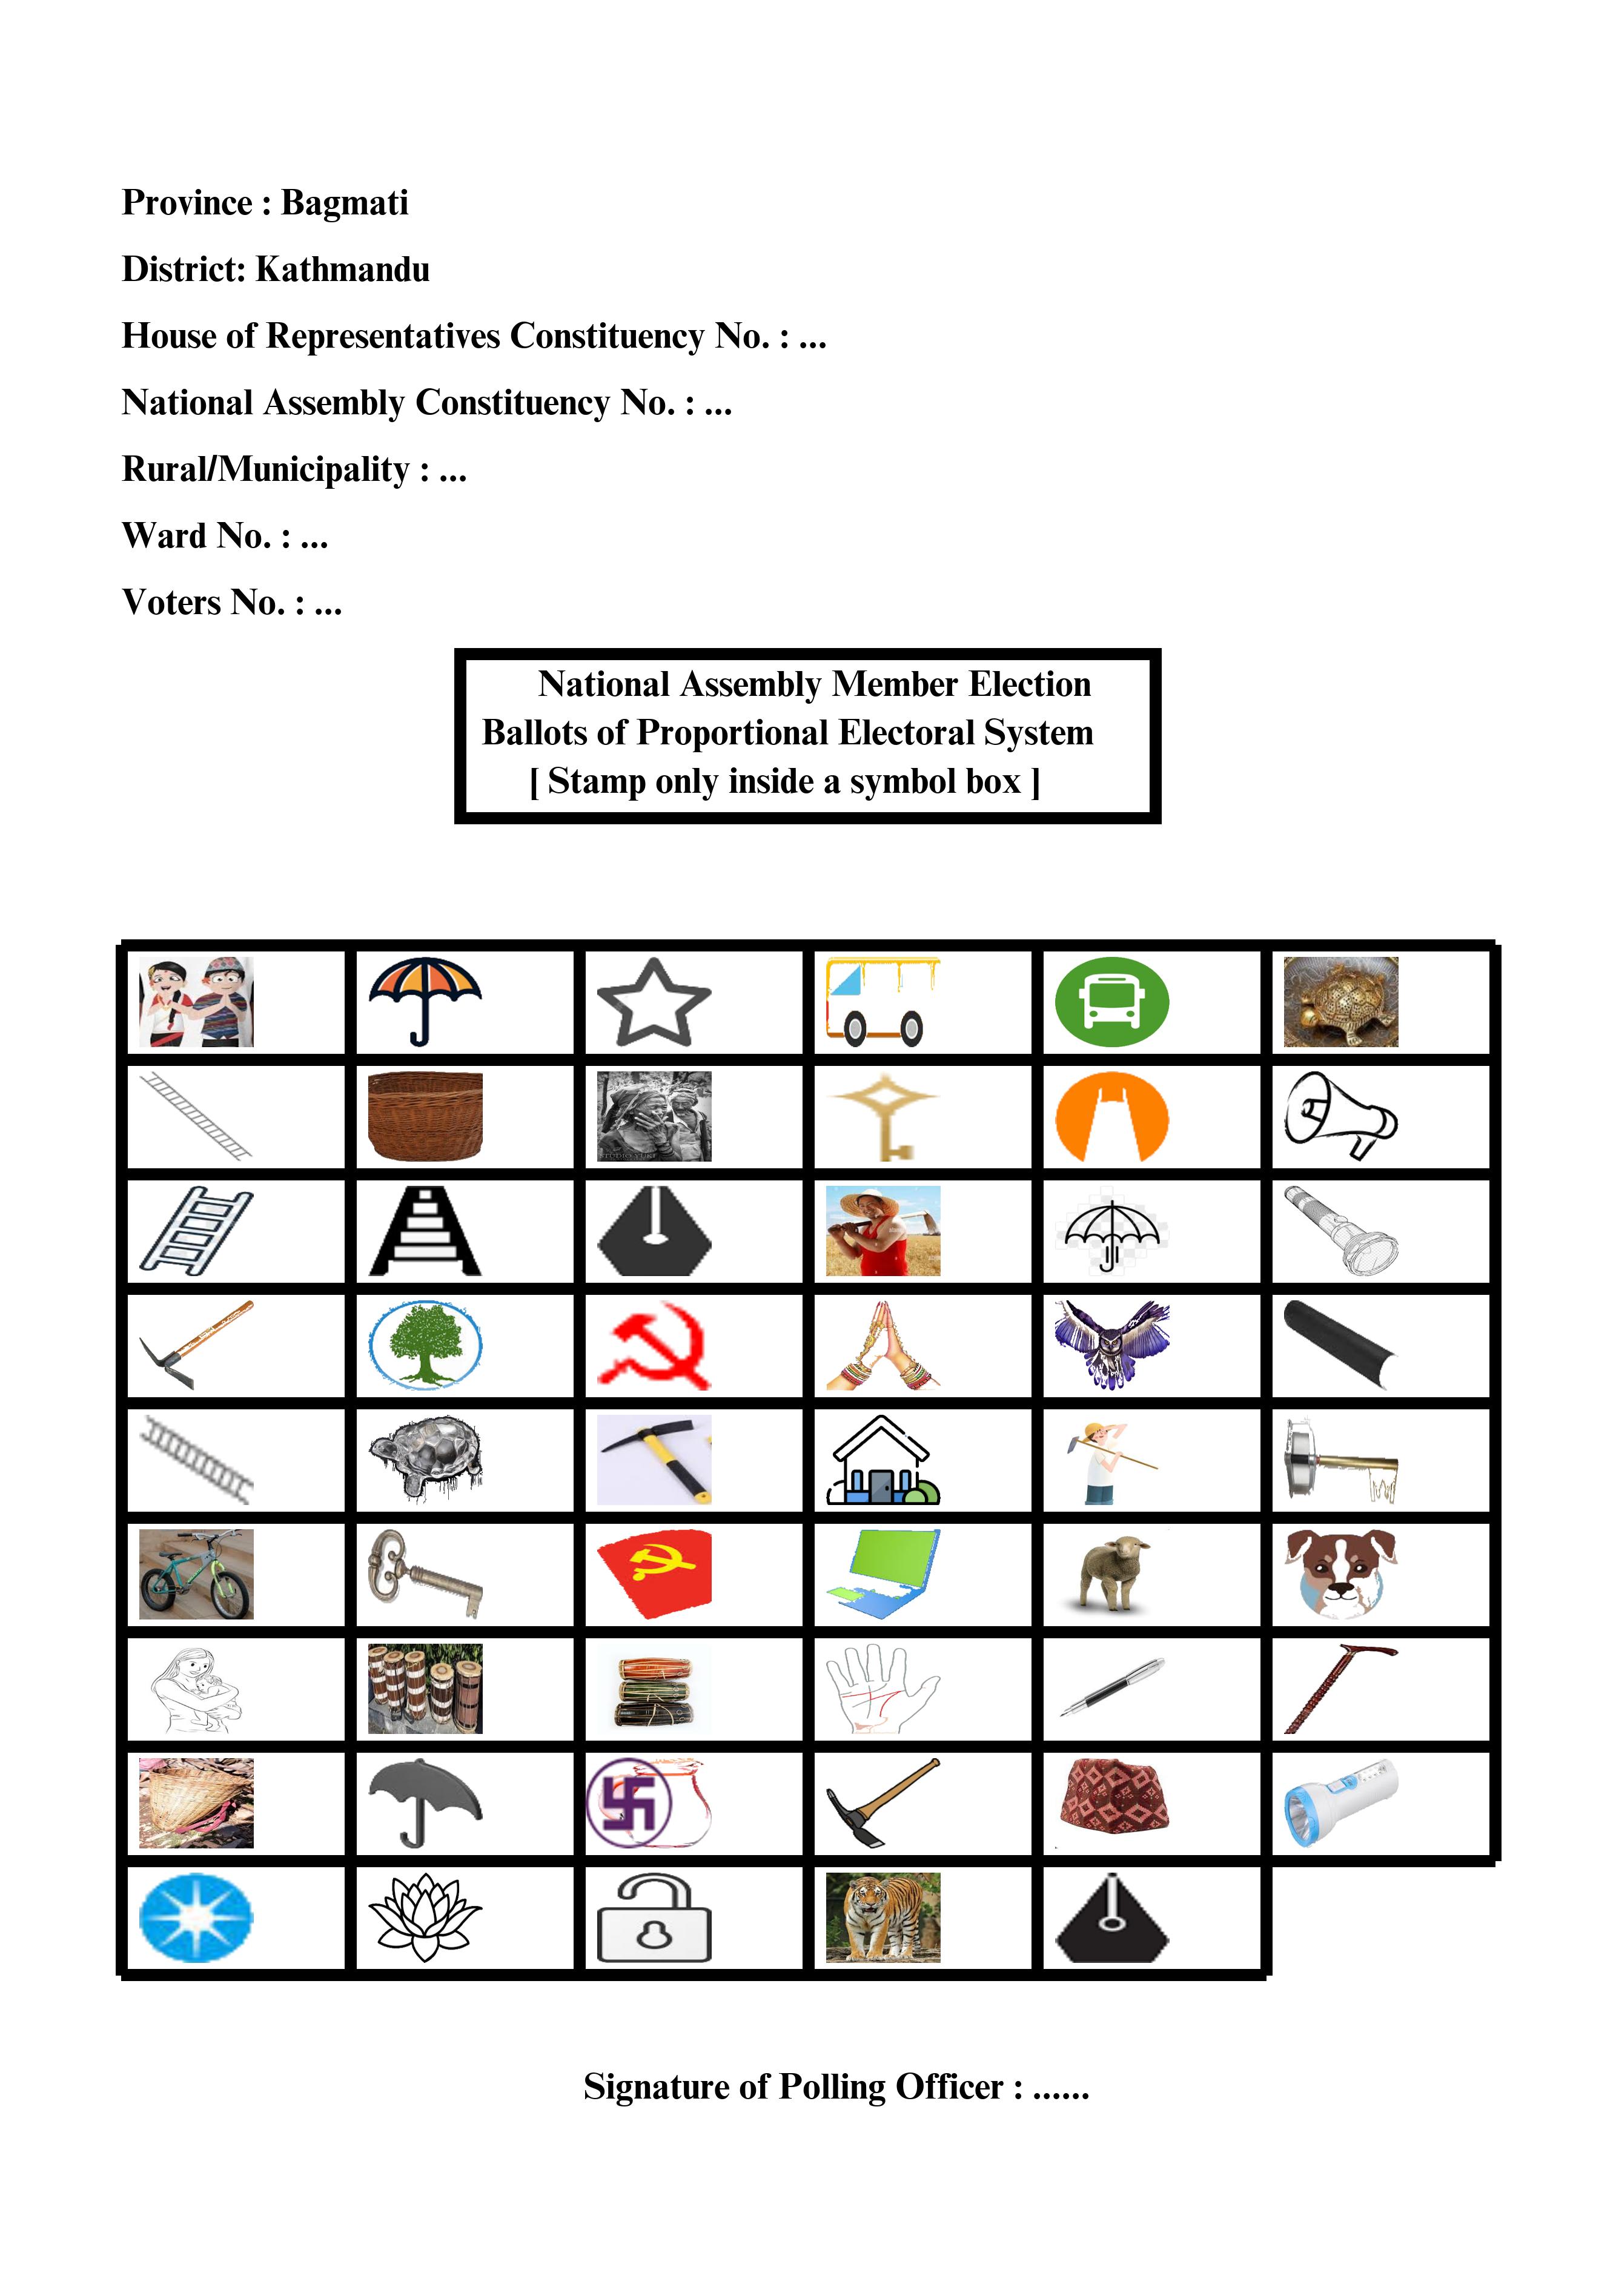 Province : Bagmati
District: Kathmandu
House of Representatives Constituency No. : ...
National Assembly Constituency No. : ...
Rural/Municipality : ...
Ward No. : ...
Voters No. : ...
National Assembly Member Election
Ballots of Proportional Electoral System
[ Stamp only inside a symbol box ]
Signature of Polling Officer : ......